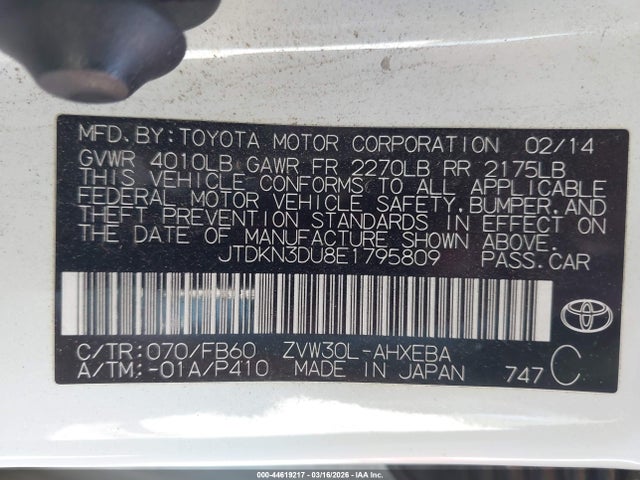 MFD.BY:TOYOTA MOTOR CORPORATION 02/14
GVWR 4010LB GAWR FR 2270LB RR 2175LB
THIS VEHICLE CONFORMS TO ALL APPLICABLE
FEDERAL MOTOR VEHICLE SAFETY,BUMPER,AND
THEFT PREVENTION STANDARDS IN EFFECT ON
THE DATE OF MANUFACTURE SHOWN ABOVE.
JTDKN3DU8E1795809 PASS.CAR
C/TR:070/FB60 ZVW30L-AHXEBA
A/TM:-01A/P410 MADE IN JAPAN 747 C
000-44619217 | 03/16/2026 | IAA Corp.